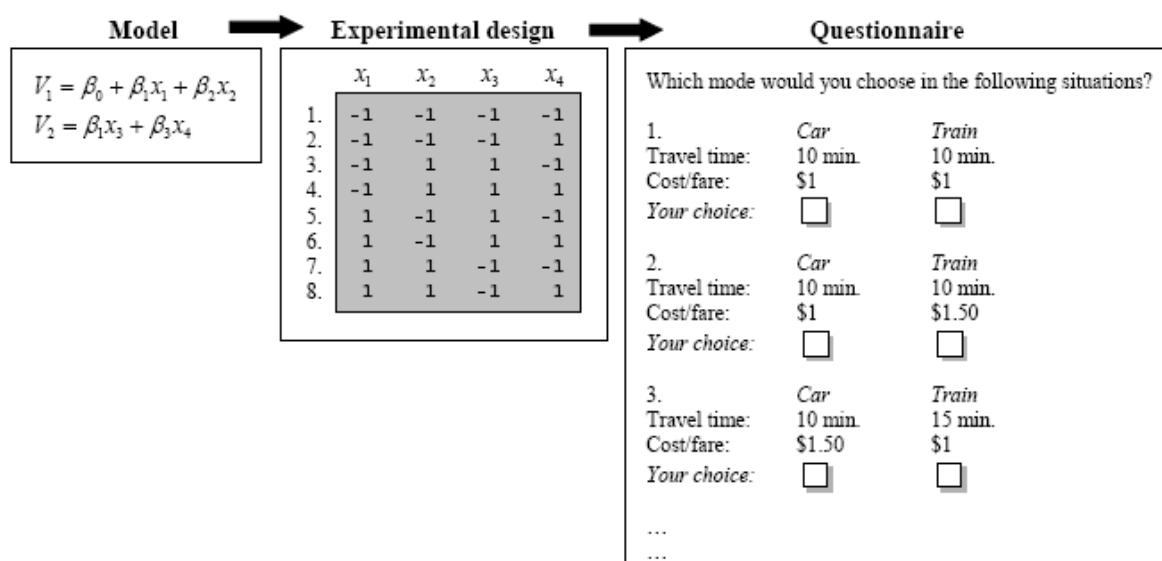 Model
Experimental design
Questionnaire
V₁ = β₀ + β₁x₁ + β₂x₂
V₂ = β₁x₃ + β₃x₄
x₁ x₂ x₃ x₄
1. -1 -1 -1 -1
2. -1 -1 -1 1
3. -1 1 1 -1
4. -1 1 1 1
5. 1 -1 1 -1
6. 1 -1 1 1
7. 1 1 -1 -1
8. 1 1 -1 1
Which mode would you choose in the following situations?
1. Car Train
Travel time: 10 min. 10 min.
Cost/fare: $1 $1
Your choice:
2. Car Train
Travel time: 10 min. 10 min.
Cost/fare: $1 $1.50
Your choice:
3. Car Train
Travel time: 10 min. 15 min.
Cost/fare: $1.50 $1
Your choice:
...
...